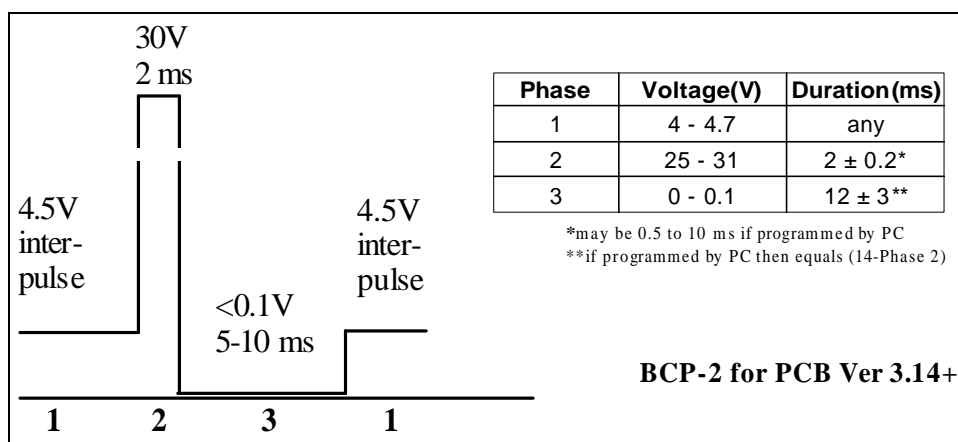 30V
2 ms
4.5V
inter-
pulse
<0.1V
5-10 ms
4.5V
inter-
pulse
1 2 3 1
Phase Voltage(V) Duration(ms)
1 4 - 4.7 any
2 25 - 31 2 ± 0.2*
3 0 - 0.1 12 ± 3**
*may be 0.5 to 10 ms if programmed by PC
**if programmed by PC then equals (14-Phase 2)
BCP-2 for PCB Ver 3.14+